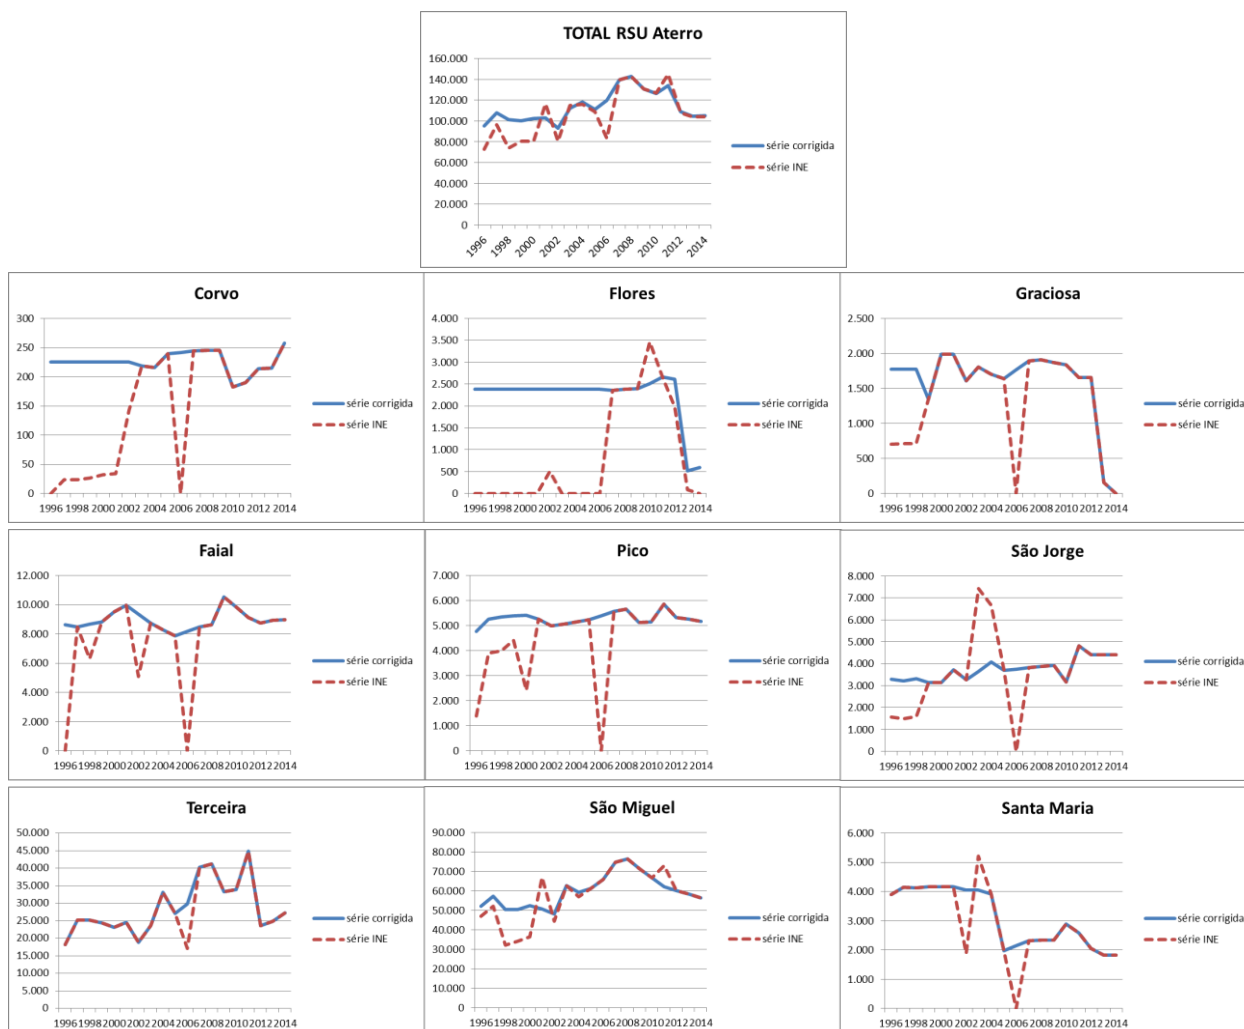 TOTAL RSU Aterro
160.000
140.000
120.000
100.000
80.000
60.000
40.000
20.000
0
1996 1998 2000 2002 2004 2006 2008 2010 2012 2014
série corrigida
série INE
Corvo
300
250
200
150
100
50
0
1996 1998 2000 2002 2004 2006 2008 2010 2012 2014
série corrigida
série INE
Flores
4.000
3.500
3.000
2.500
2.000
1.500
1.000
500
0
1996 1998 2000 2002 2004 2006 2008 2010 2012 2014
série corrigida
série INE
Graciosa
2.500
2.000
1.500
1.000
500
0
1996 1998 2000 2002 2004 2006 2008 2010 2012 2014
série corrigida
série INE
Faial
12.000
10.000
8.000
6.000
4.000
2.000
0
1996 1998 2000 2002 2004 2006 2008 2010 2012 2014
série corrigida
série INE
Pico
7.000
6.000
5.000
4.000
3.000
2.000
1.000
0
1996 1998 2000 2002 2004 2006 2008 2010 2012 2014
série corrigida
série INE
São Jorge
8.000
7.000
6.000
5.000
4.000
3.000
2.000
1.000
0
1996 1998 2000 2002 2004 2006 2008 2010 2012 2014
série corrigida
série INE
Terceira
50.000
45.000
40.000
35.000
30.000
25.000
20.000
15.000
10.000
5.000
0
1996 1998 2000 2002 2004 2006 2008 2010 2012 2014
série corrigida
série INE
São Miguel
90.000
80.000
70.000
60.000
50.000
40.000
30.000
20.000
10.000
0
1996 1998 2000 2002 2004 2006 2008 2010 2012 2014
série corrigida
série INE
Santa Maria
6.000
5.000
4.000
3.000
2.000
1.000
0
1996 1998 2000 2002 2004 2006 2008 2010 2012 2014
série corrigida
série INE